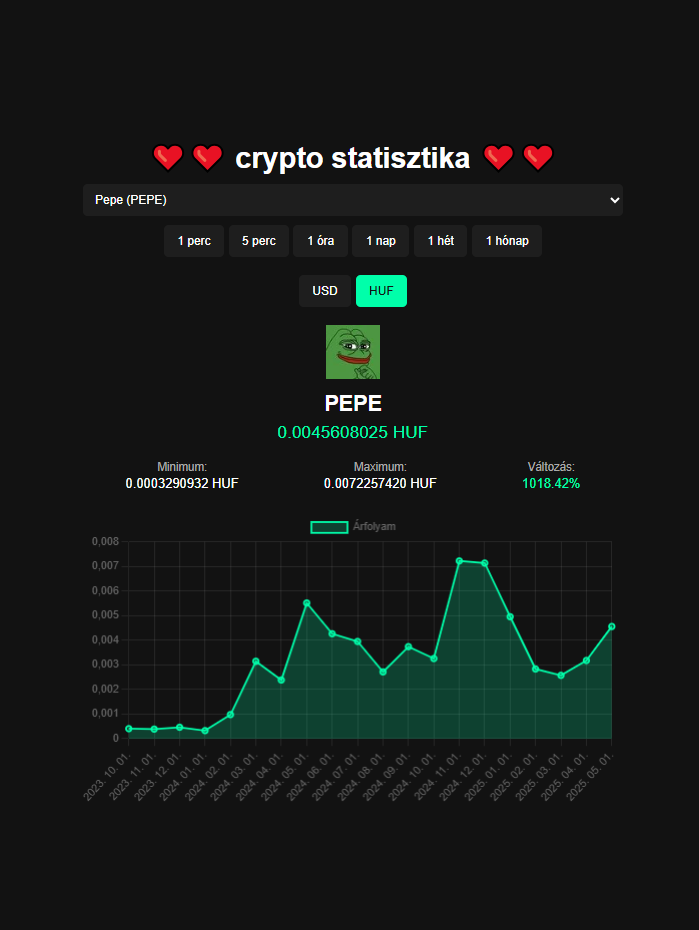 crypto statisztika
Pepe (PEPE)
1 perc 5 perc 1 óra 1 nap 1 hét 1 hónap
USD HUF
PEPE
0.0045608025 HUF
Minimum: Maximum: Változás:
0.0003290932 HUF 0.0072257420 HUF 1018.42%
Árfolyam
0,008
0,007
0,006
0,005
0,004
0,003
0,002
0,001
0
2023. 10. 01. 2023. 11. 01. 2023. 12. 01. 2024. 01. 01. 2024. 02. 01. 2024. 03. 01. 2024. 04. 01. 2024. 05. 01. 2024. 06. 01. 2024. 07. 01. 2024. 08. 01. 2024. 09. 01. 2024. 10. 01. 2024. 11. 01. 2024. 12. 01. 2025. 01. 01. 2025. 02. 01. 2025. 03. 01. 2025. 04. 01. 2025. 05. 01.